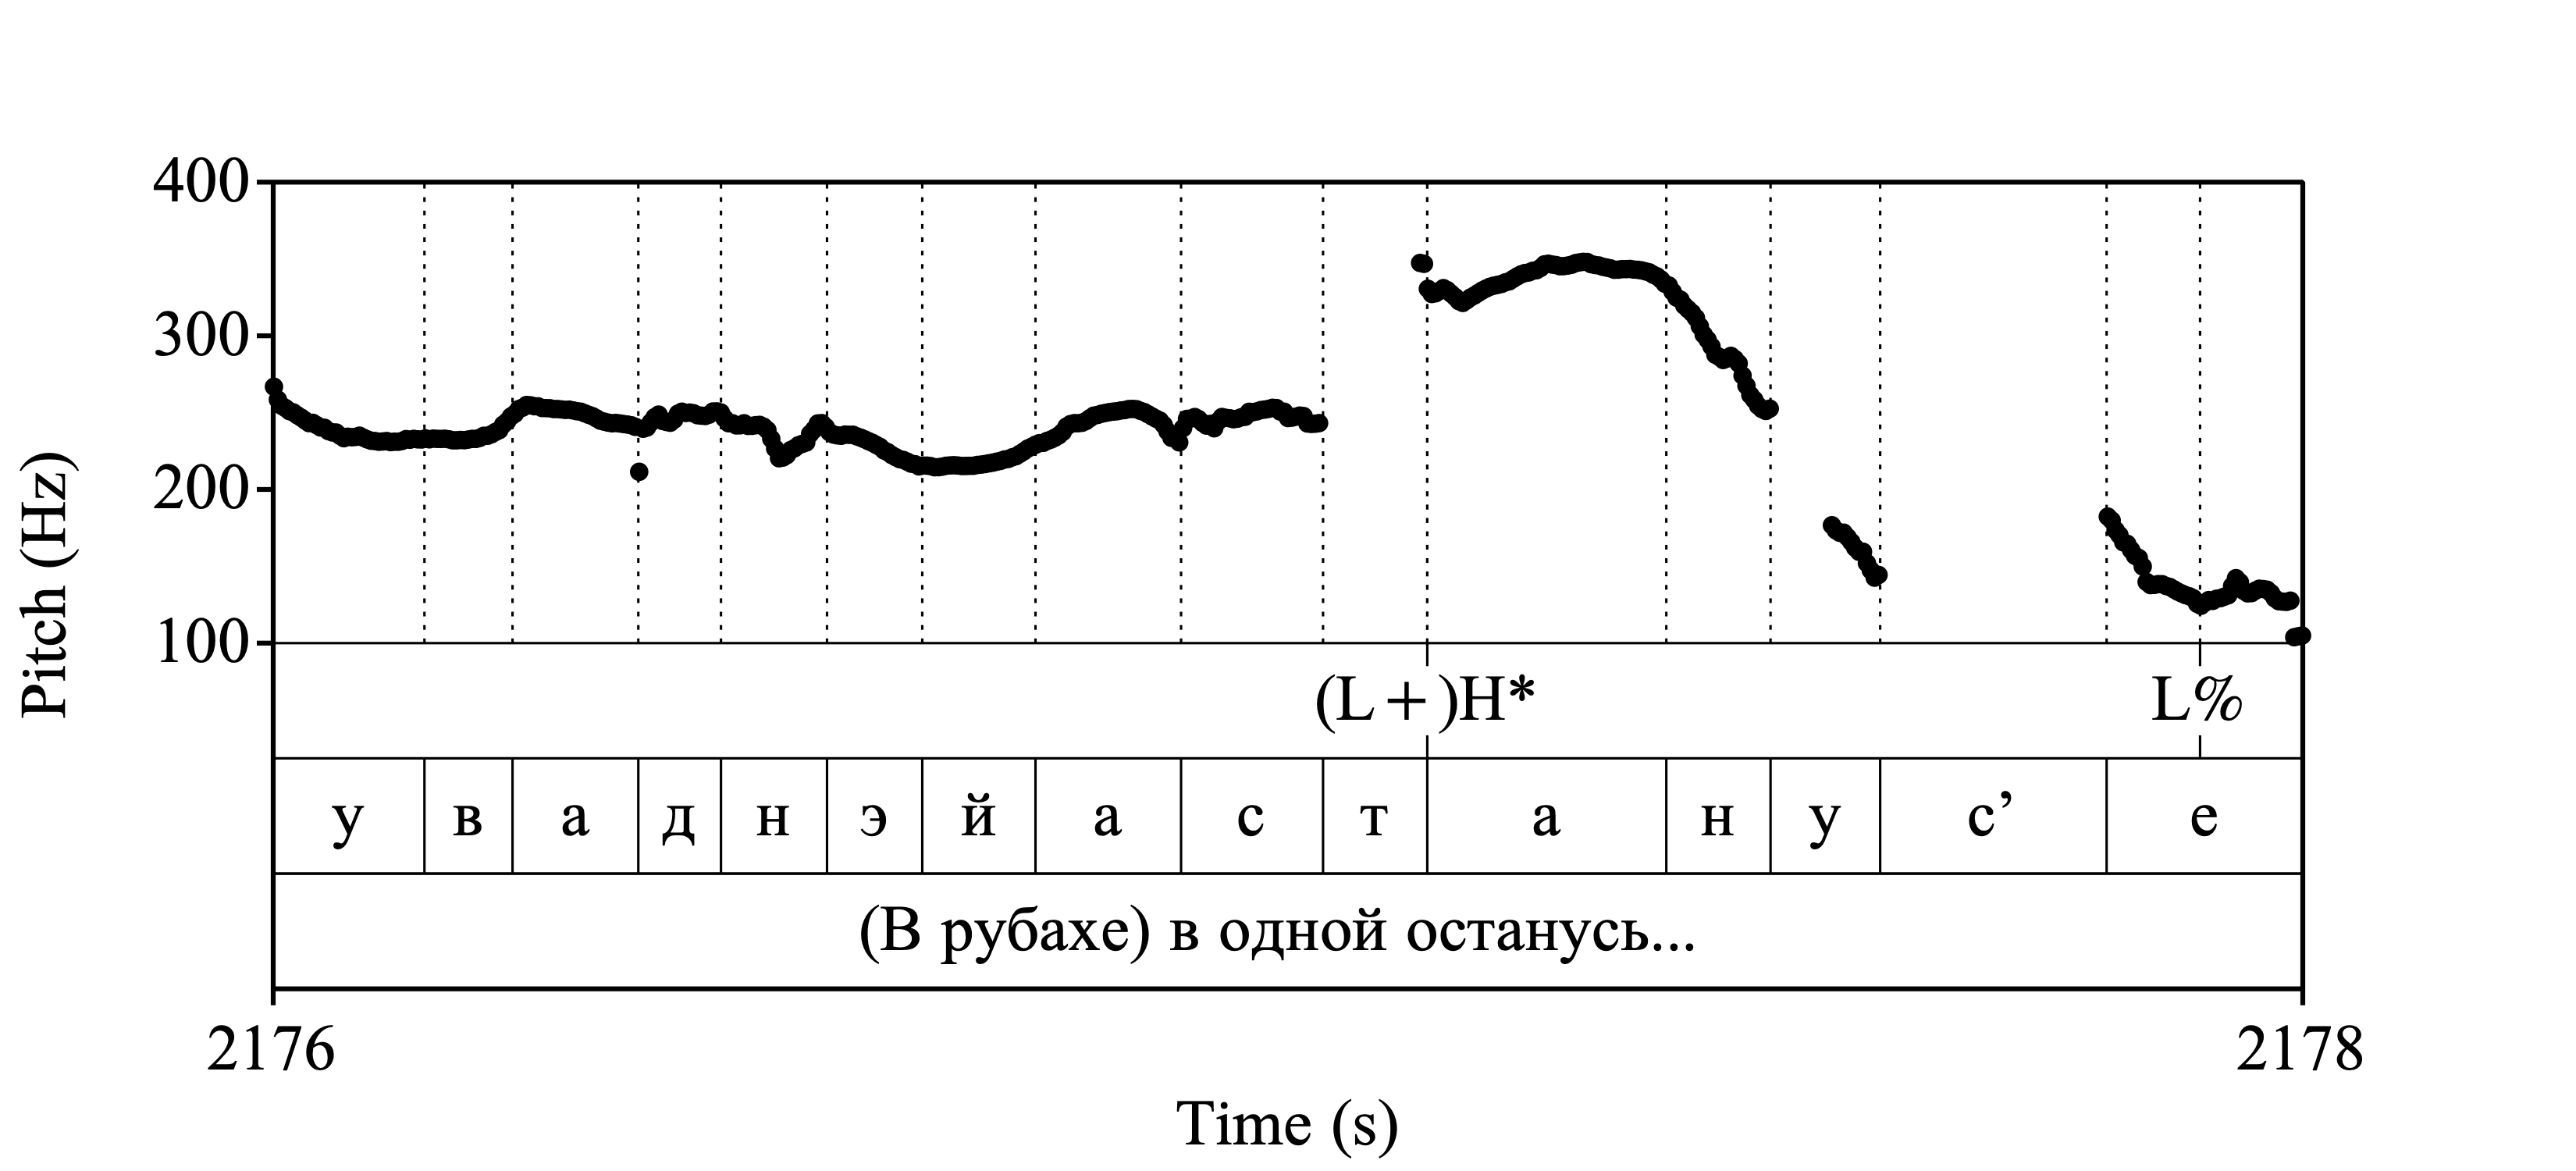 400
300
200
100
Pitch (Hz)
(L+)H* L%
у в а д н э й а с т а н у с’ е
(В рубахе) в одной останусь...
2176 2178
Time (s)